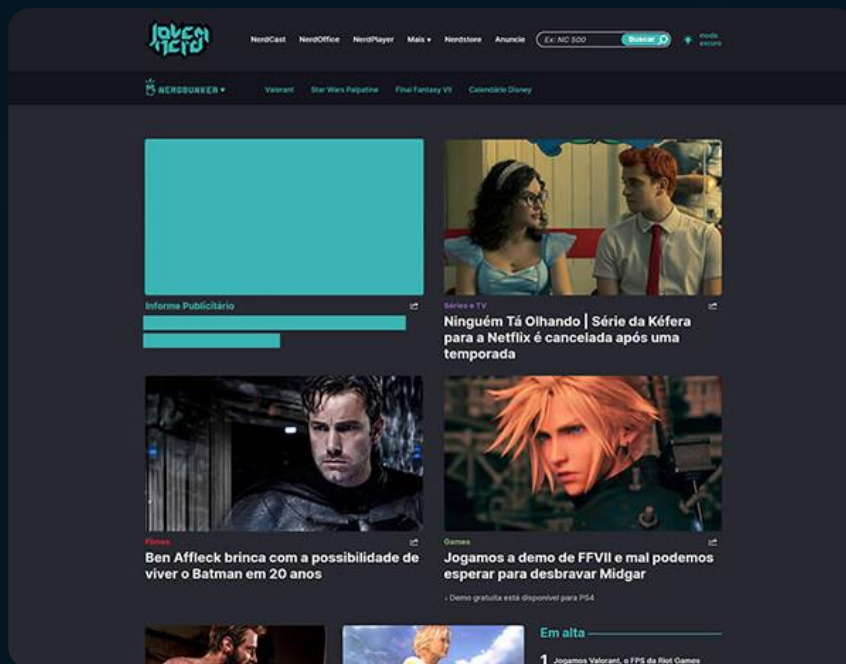 JOVEM
NERD
NerdCast NerdOffice NerdPlayer Mais Nerdstore Anuncie Ex: NC 500 Buscar modo
escuro
NERDBUNKER Valorant Star Wars Palpatine Final Fantasy VII Calendário Disney
Informe Publicitário
Séries e TV
Ninguém Tá Olhando | Série da Kéfera
para a Netflix é cancelada após uma
temporada
Filmes
Ben Affleck brinca com a possibilidade de
viver o Batman em 20 anos
Games
Jogamos a demo de FFVII e mal podemos
esperar para desbravar Midgar
Demo gratuita está disponível para PS4
Em alta
1 Jogamos Valorant, o FPS da Riot Games